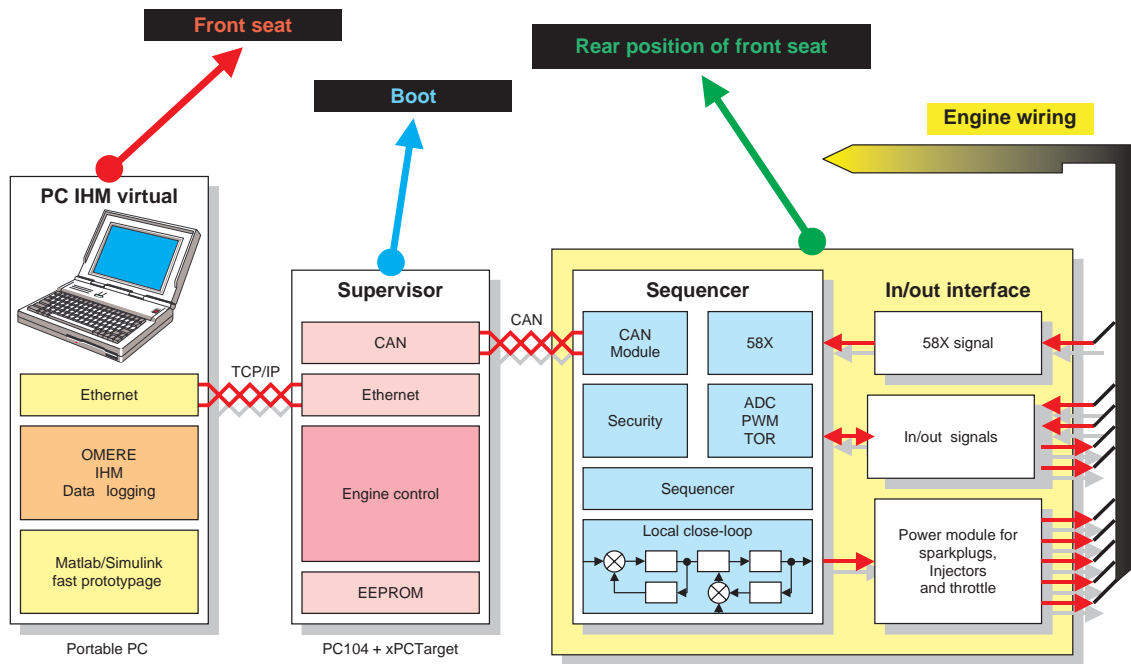 Front seat
Rear position of front seat
Boot
Engine wiring
PC IHM virtual
Supervisor
Sequencer
In/out interface
CAN
CAN
CAN
Module
58X
58X signal
TCP/IP
Ethernet
Ethernet
Security
ADC
PWM
TOR
In/out signals
OMERE
IHM
Data logging
Engine control
Sequencer
Local close-loop
Power module for
sparkplugs,
Injectors
and throttle
Matlab/Simulink
fast prototypage
EEPROM
Portable PC
PC104 + xPCTarget